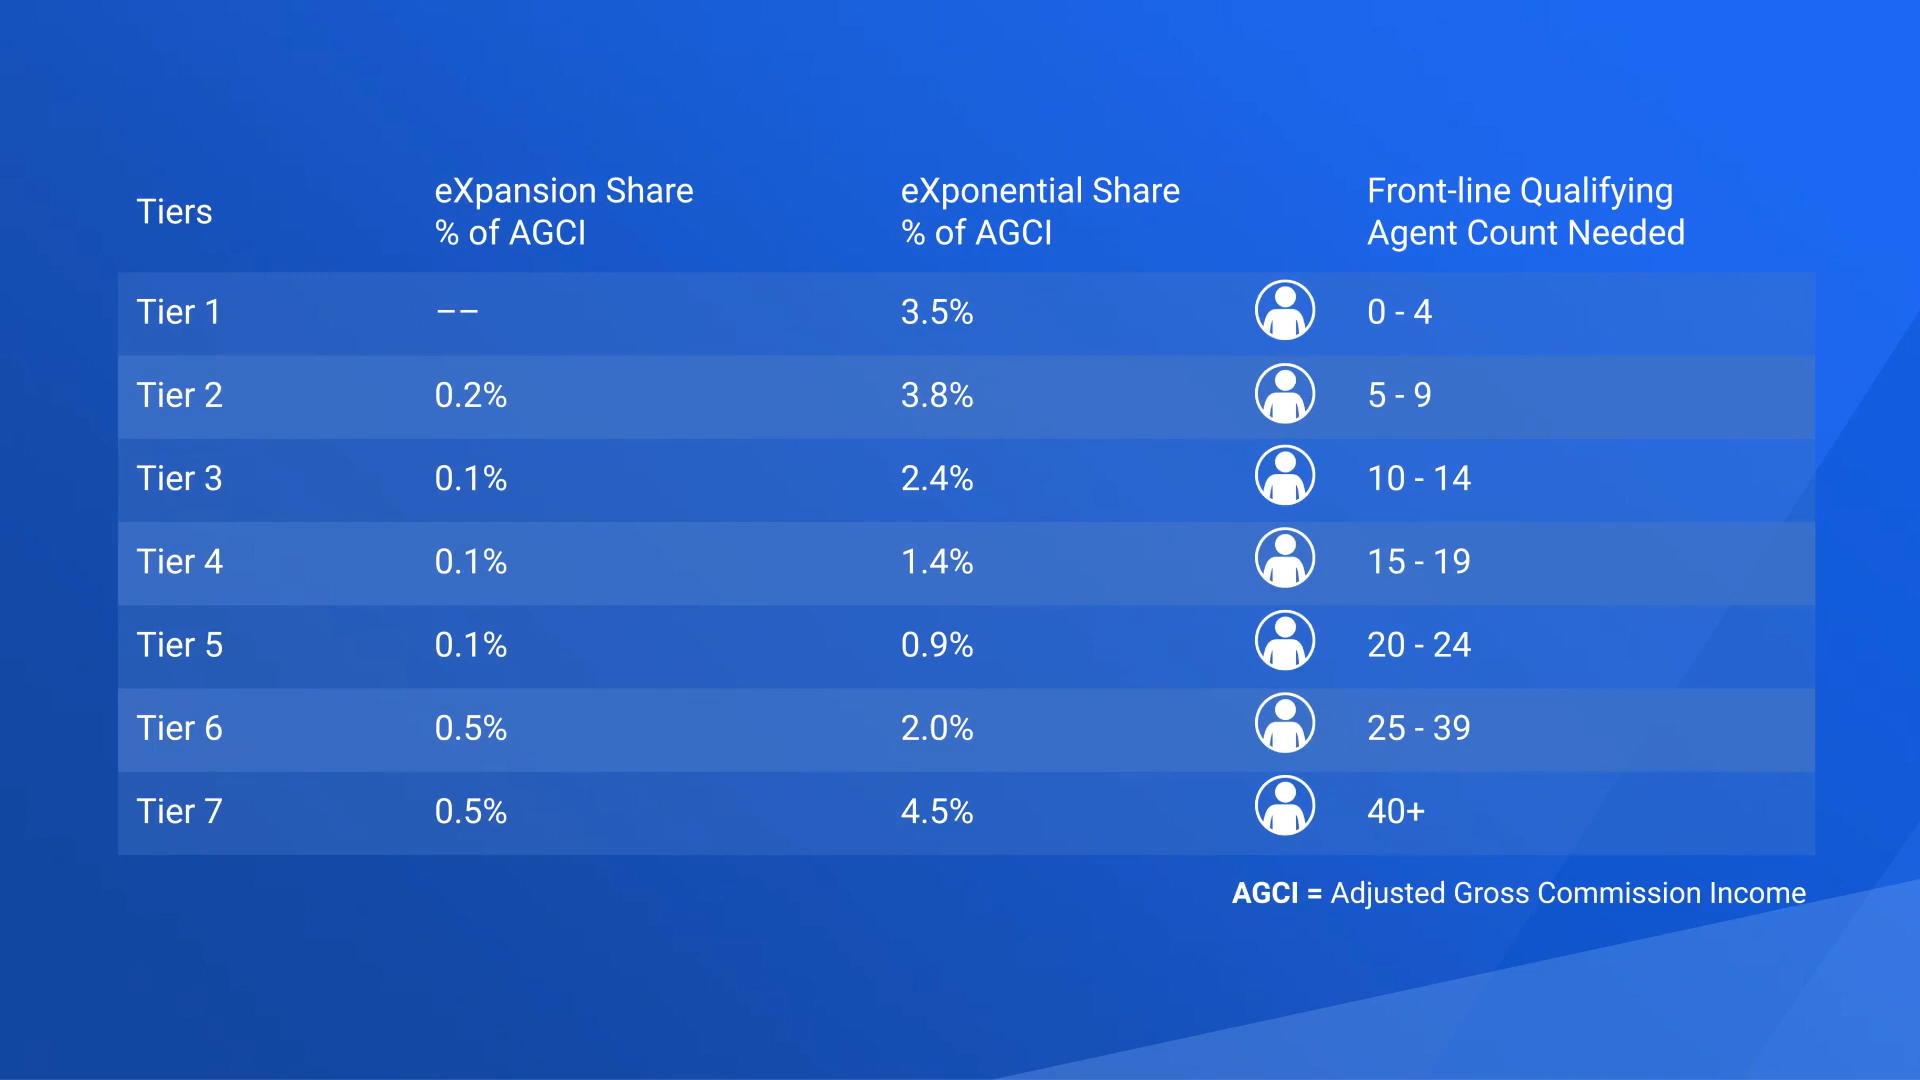 Tiers
eXpansion Share
% of AGCI
eXponential Share
% of AGCI
Front-line Qualifying
Agent Count Needed
Tier 1 –– 3.5% 0 - 4
Tier 2 0.2% 3.8% 5 - 9
Tier 3 0.1% 2.4% 10 - 14
Tier 4 0.1% 1.4% 15 - 19
Tier 5 0.1% 0.9% 20 - 24
Tier 6 0.5% 2.0% 25 - 39
Tier 7 0.5% 4.5% 40+
AGCI = Adjusted Gross Commission Income